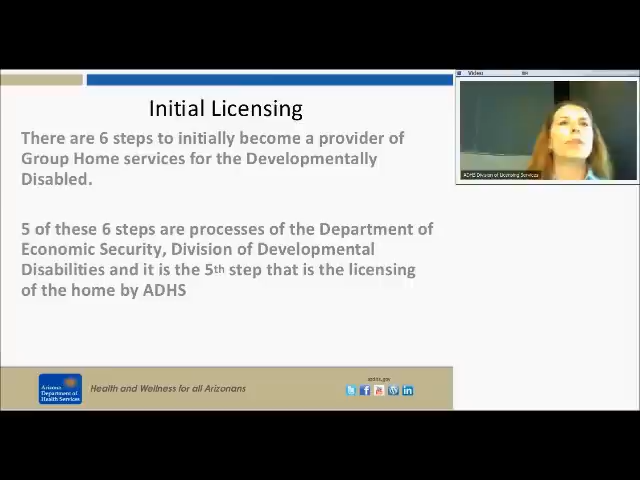 Initial Licensing
There are 6 steps to initially become a provider of
Group Home services for the Developmentally
Disabled.
5 of these 6 steps are processes of the Department of
Economic Security, Division of Developmental
Disabilities and it is the 5th step that is the licensing
of the home by ADHS
Video
ADHS Division of Licensing Services
Arizona
Department of
Health Services
Health and Wellness for all Arizonans